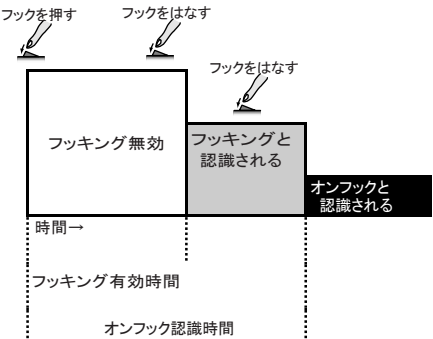 フックを押す
フックをはなす
フックをはなす
フッキング無効
フッキングと
認識される
オンフックと
認識される
時間→
フッキング有効時間
オンフック認識時間